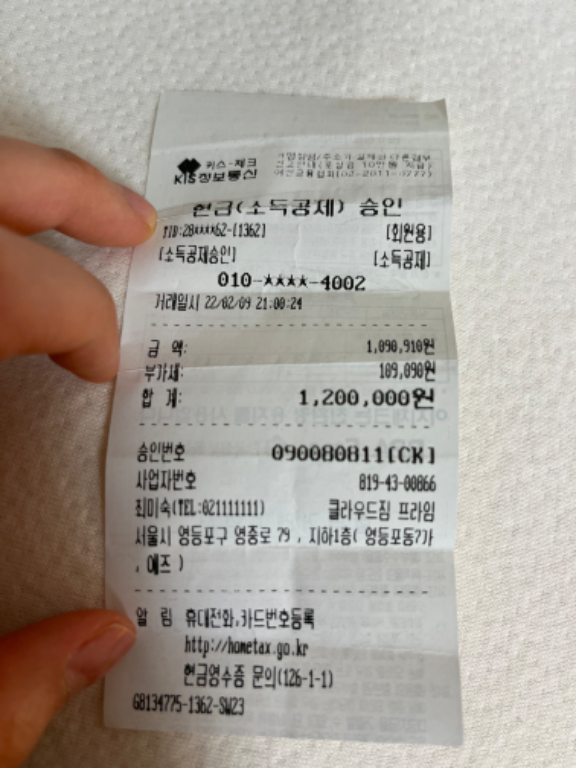 키스-체크
KIS정보통신
현금(소득공제) 승인
TID:28****62-[1362] [회원용]
[소득공제승인] [소득공제]
010-****-4002
거래일시 22/02/09 21:00:24
금 액: 1,090,910원
부가세: 109,090원
합 계: 1,200,000원
승인번호 090080811[CK]
사업자번호 819-43-00866
최미숙(TEL:021111111) 클라우드짐 프라임
서울시 영등포구 영중로 79 , 지하1층( 영등포동7가
, 에즈 )
알 림 휴대전화,카드번호등록
http://hometax.go.kr
현금영수증 문의(126-1-1)
GB134775-1362-SW23